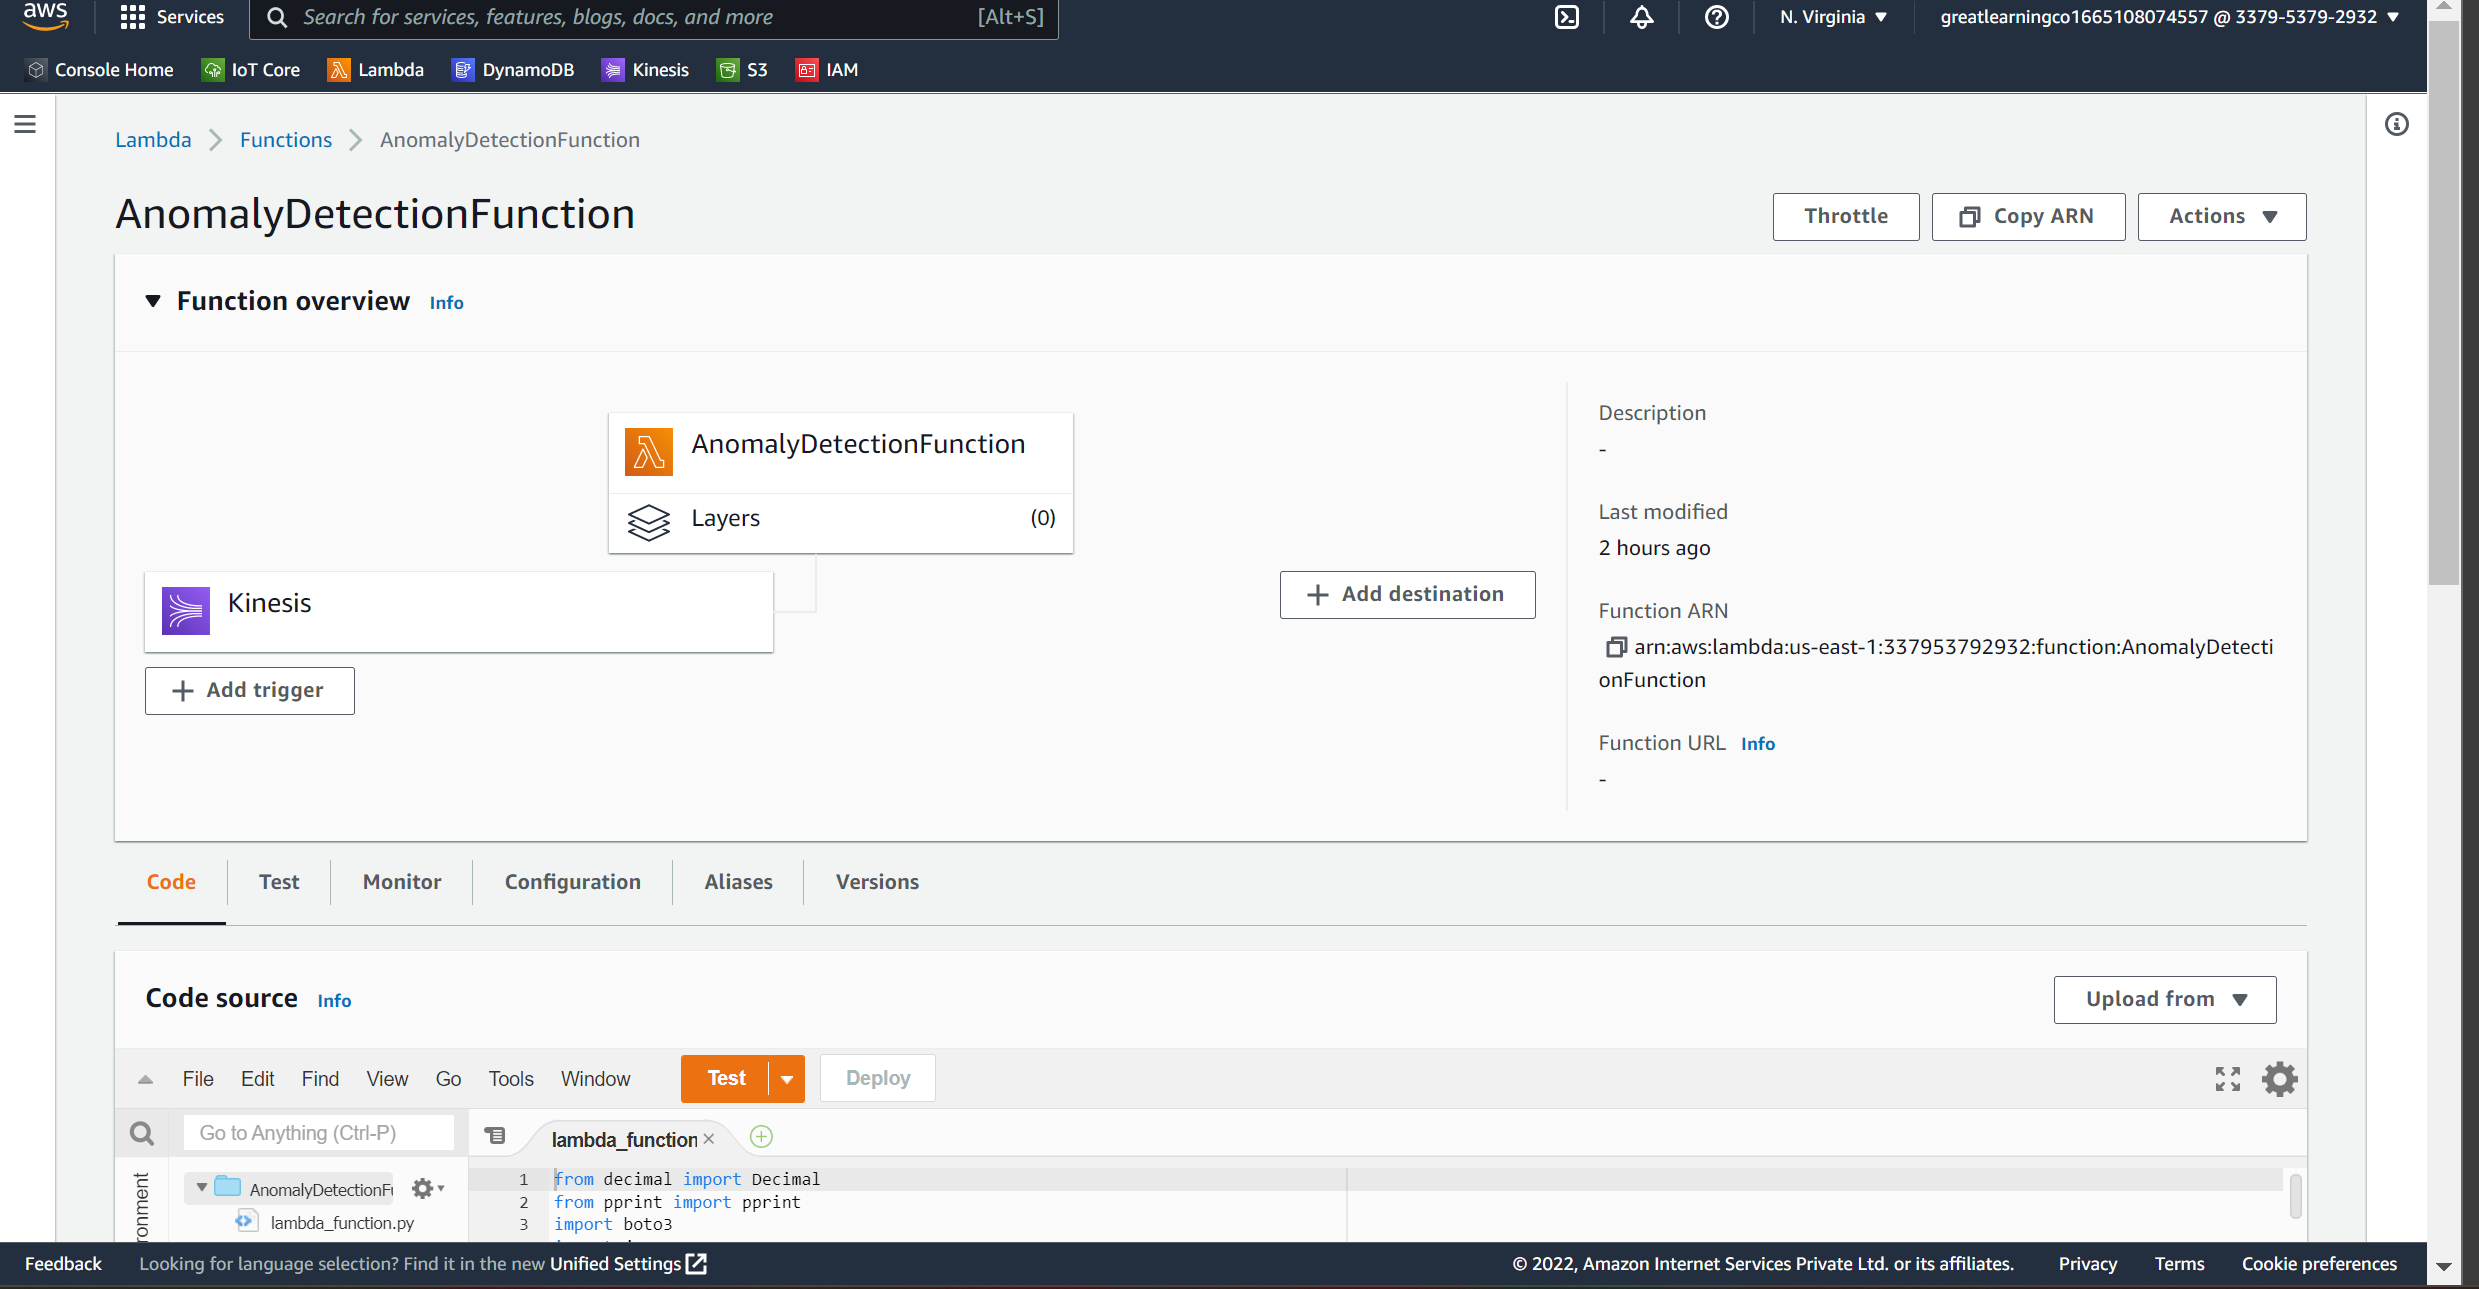 aws
Services
Search for services, features, blogs, docs, and more
[Alt+S]
N. Virginia
greatlearningco1665108074557 @ 3379-5379-2932
Console Home
IoT Core
Lambda
DynamoDB
Kinesis
S3
IAM
Lambda
Functions
AnomalyDetectionFunction
AnomalyDetectionFunction
Throttle
Copy ARN
Actions
Function overview
Info
AnomalyDetectionFunction
Layers
(0)
Kinesis
Add trigger
Add destination
Description
-
Last modified
2 hours ago
Function ARN
arn:aws:lambda:us-east-1:337953792932:function:AnomalyDetecti
onFunction
Function URL
Info
-
Code
Test
Monitor
Configuration
Aliases
Versions
Code source
Info
Upload from
File
Edit
Find
View
Go
Tools
Window
Test
Deploy
Go to Anything (Ctrl-P)
lambda_function
AnomalyDetectionF
lambda_function.py
1 from decimal import Decimal
2 from pprint import pprint
3 import boto3
Feedback
Looking for language selection? Find it in the new Unified Settings
© 2022, Amazon Internet Services Private Ltd. or its affiliates.
Privacy
Terms
Cookie preferences